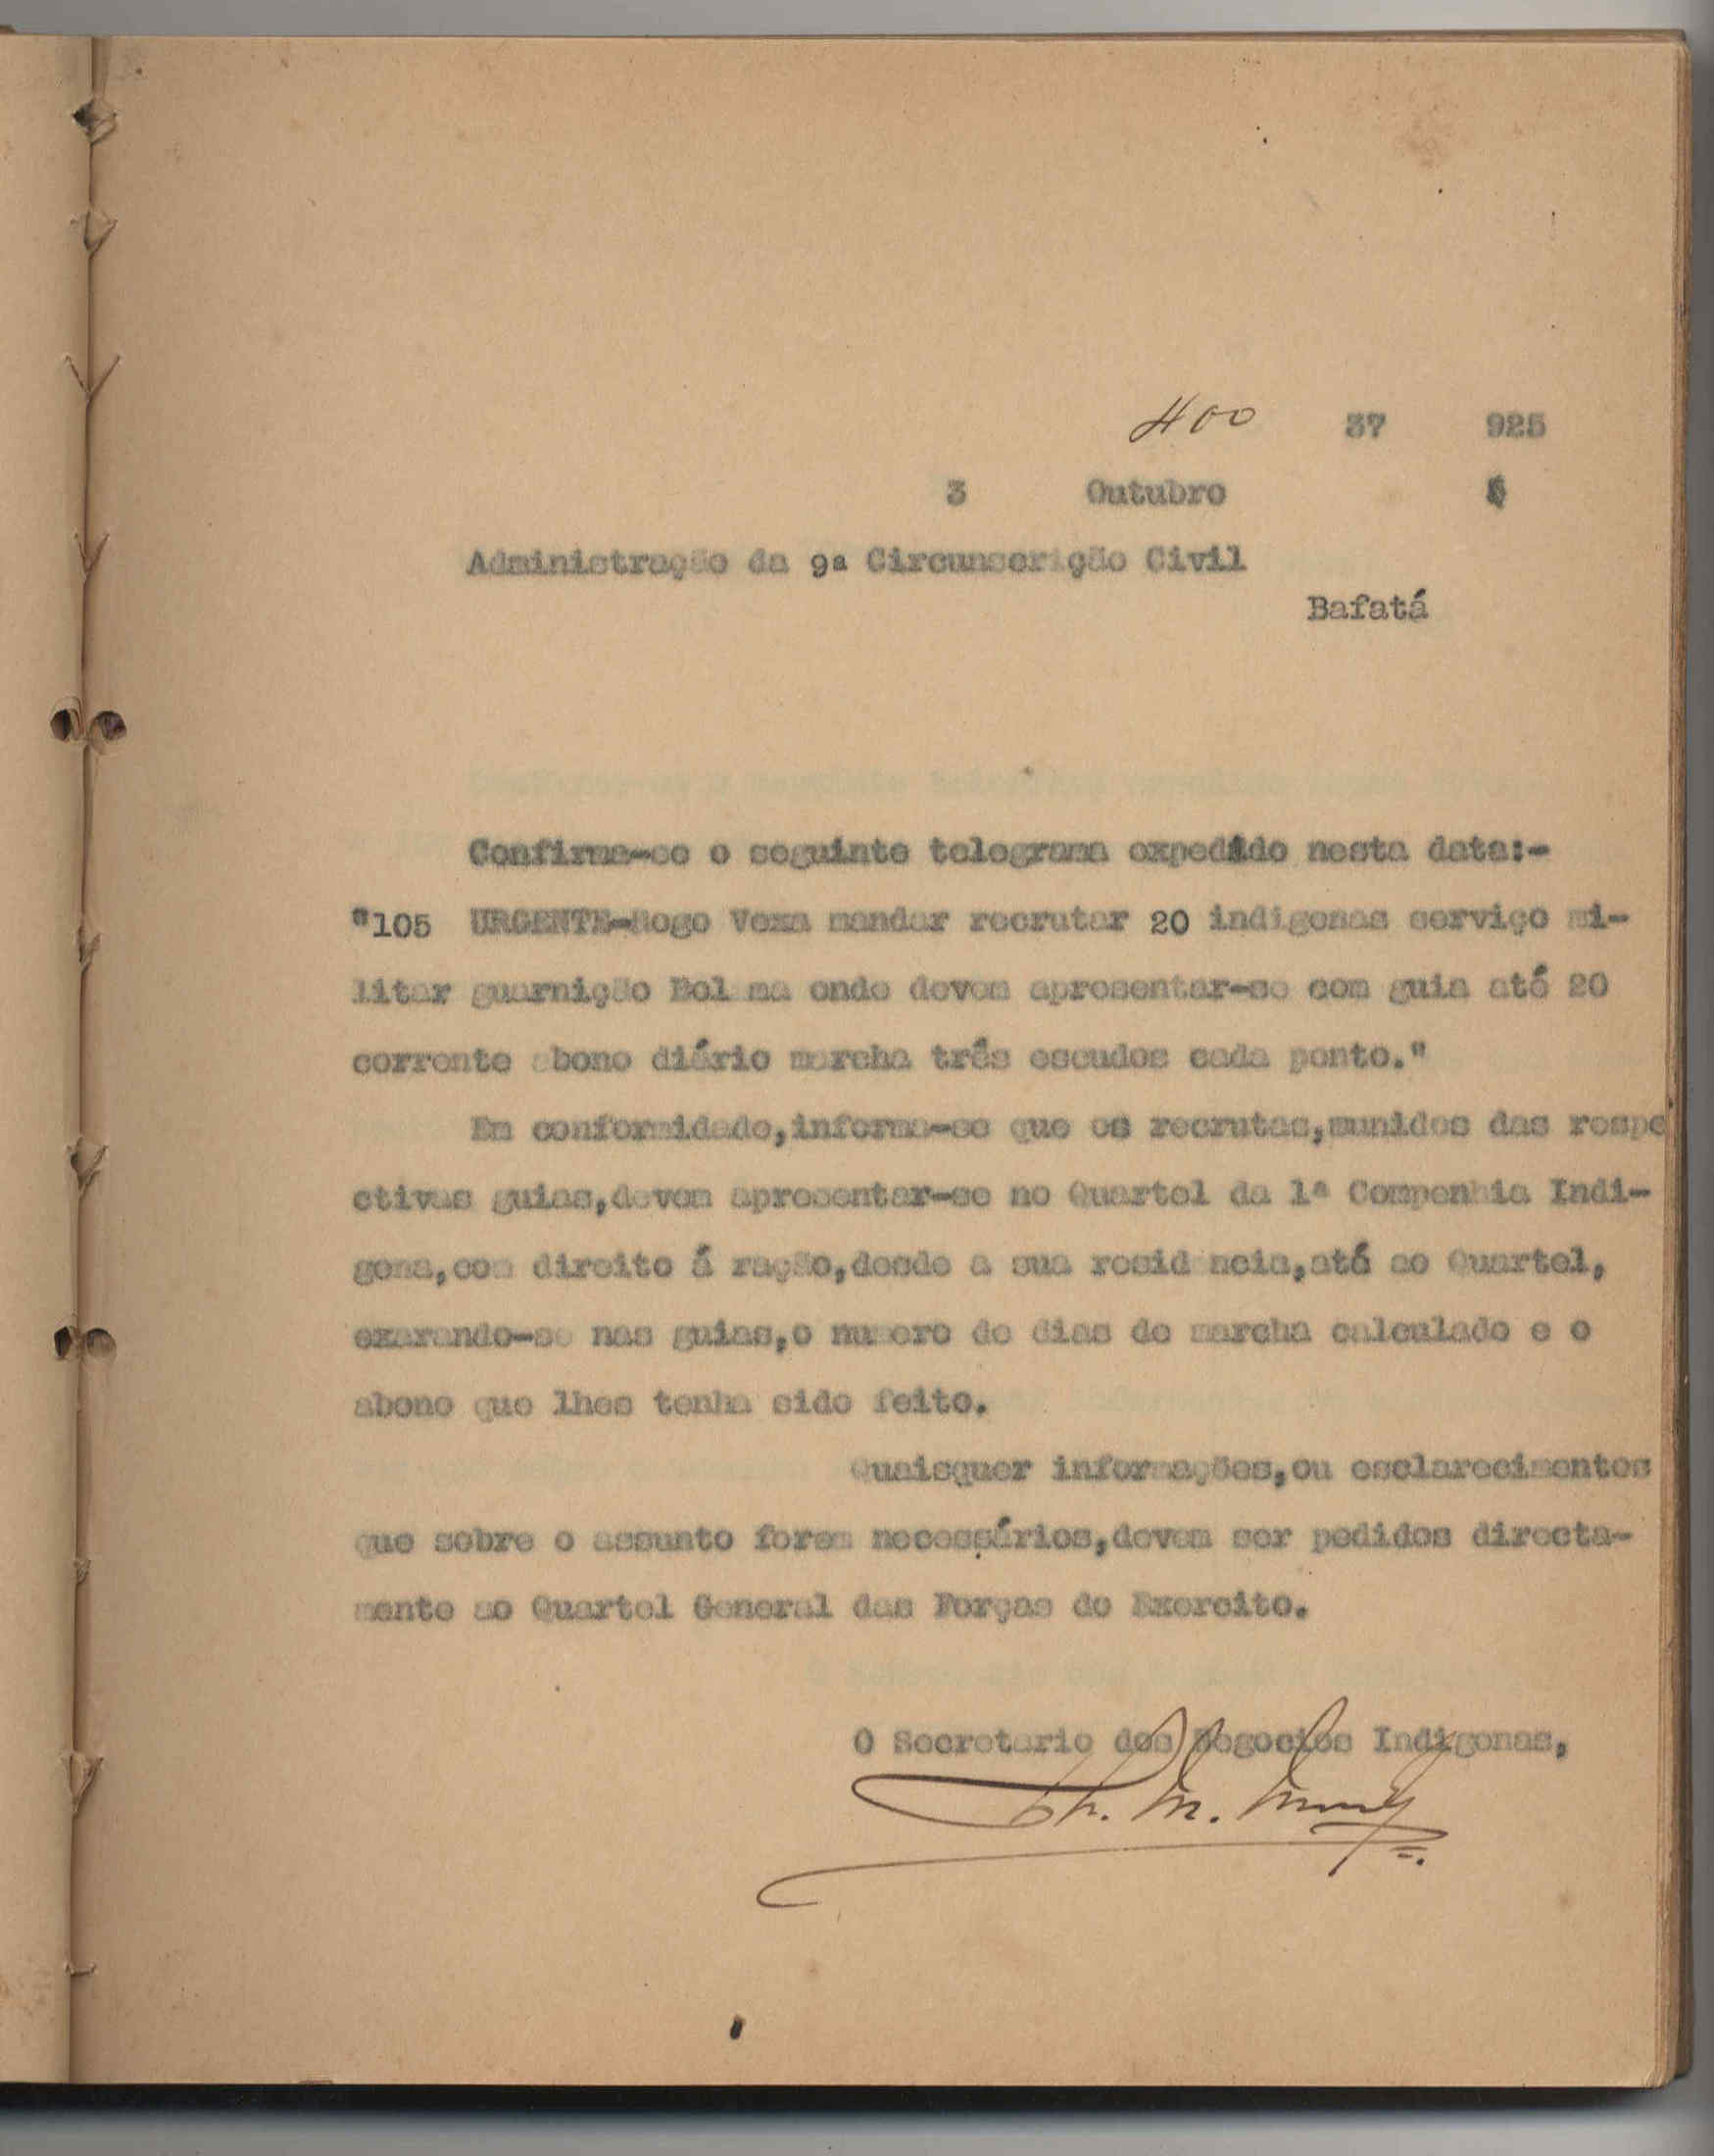 400 37 925
3 Outubro 5
Administração da 9ª Circunscrição Civil
Bafatá
Confirma-se o seguinte telegrama expedido nesta data:-
"105 URGENTE-Rogo Vexa mandar recrutar 20 indigenas serviço mi-
litar guarnição Bolama onde devem apresentar-se com guia até 20
corrente abono diário marcha três escudos cada ponto."
Em conformidade,informa-se que os recrutas,munidos das respe
ctivas guias,devem apresentar-se no Quartel da 1ª Companhia Indi-
gena,com direito á ração,desde a sua residencia,até ao Quartel,
exarando-se nas guias,o numero de dias de marcha calculado e o
abono que lhes tenha sido feito.
Quaisquer informações,ou esclarecimentos
que sobre o assunto forem necessários,devem ser pedidos directa-
mente ao Quartel General das Forças do Exercito.
O Secretario dos Negocios Indigenas,